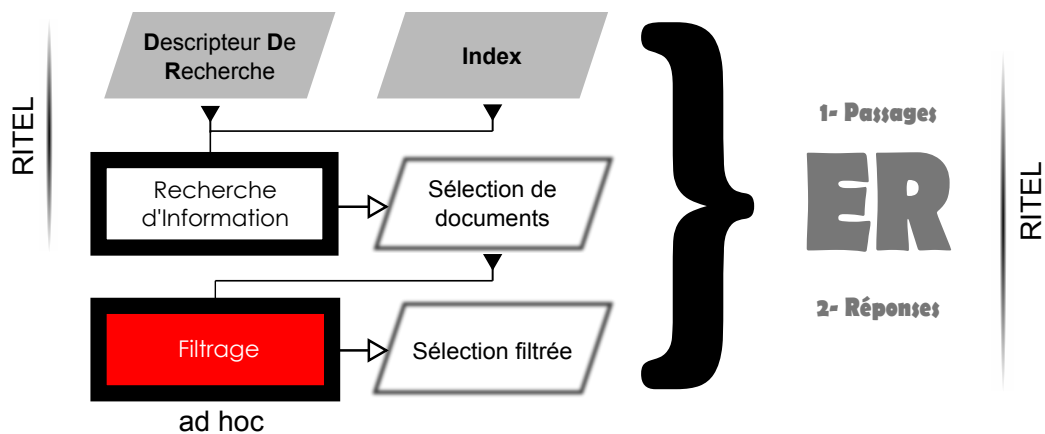 RITEL
Descripteur De
Recherche
Index
Recherche
d'Information
Sélection de
documents
Filtrage
Sélection filtrée
ad hoc
1- Passages
ER
2- Réponses
RITEL